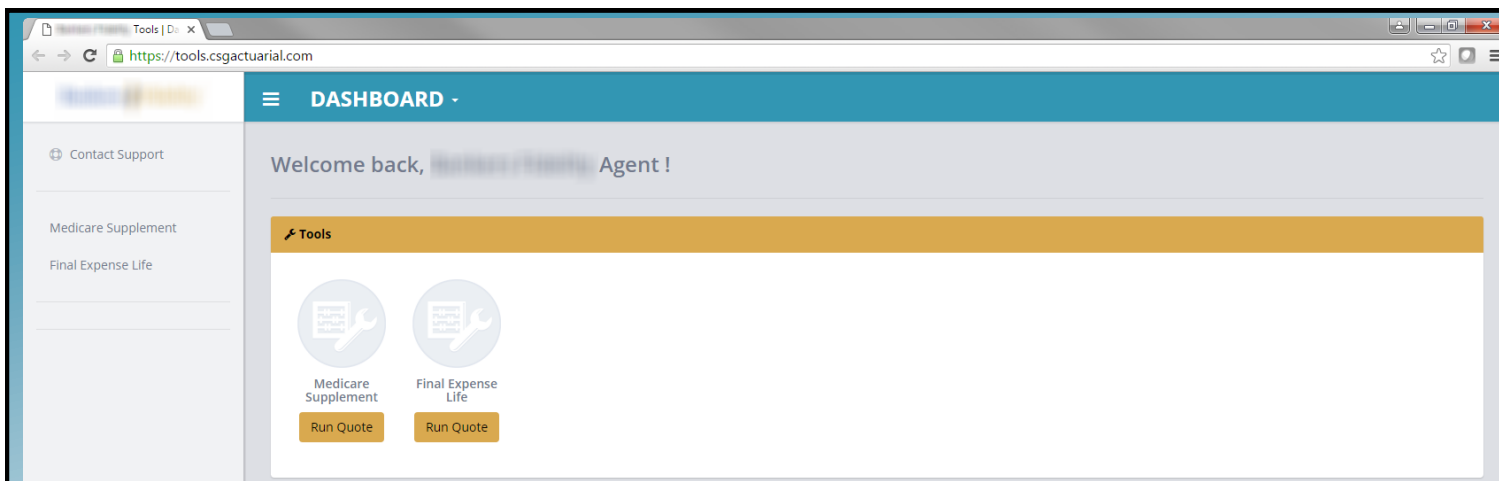 Tools | Da
https://tools.csgactuarial.com
DASHBOARD
Contact Support
Welcome back, Agent !
Medicare Supplement
Final Expense Life
Tools
Medicare
Supplement
Final Expense
Life
Run Quote
Run Quote